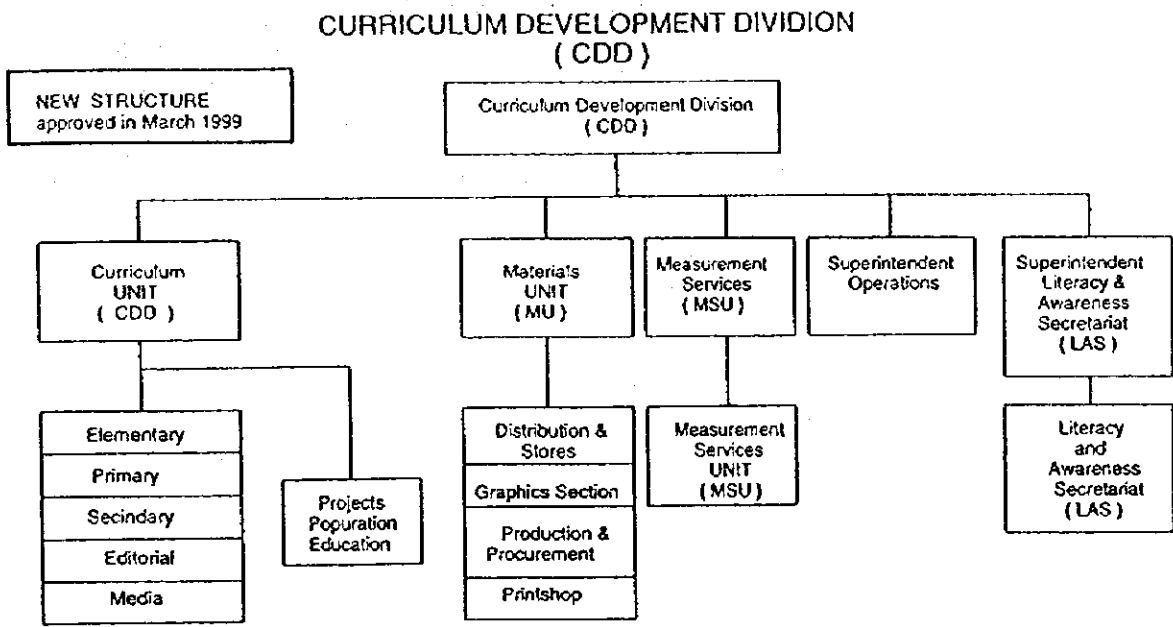 CURRICULUM DEVELOPMENT DIVIDION
( CDD )
NEW STRUCTURE
approved in March 1999
Curriculum Development Division
( CDD )
Curriculum
UNIT
( CDD )
Materials
UNIT
( MU )
Measurement
Services
( MSU )
Superintendent
Operations
Superintendent
Literacy &
Awareness
Secretariat
( LAS )
Elementary
Primary
Secindary
Editorial
Media
Projects
Popuration
Education
Distribution &
Stores
Graphics Section
Production &
Procurement
Printshop
Measurement
Services
UNIT
( MSU )
Literacy
and
Awareness
Secretariat
( LAS )